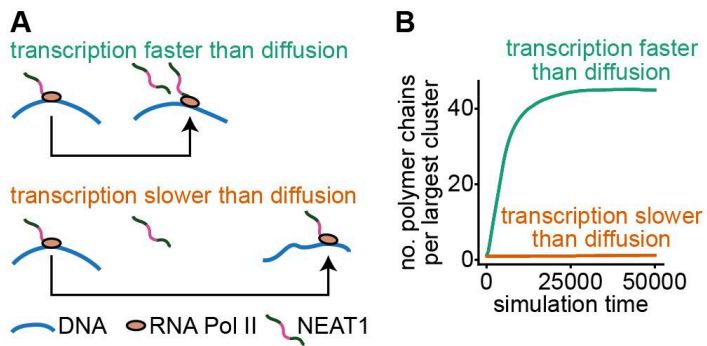 A
transcription faster than diffusion
transcription slower than diffusion
DNA
RNA Pol II
NEAT1
B
transcription faster
than diffusion
40
20
0
no. polymer chains
per largest cluster
transcription slower
than diffusion
0
25000
50000
simulation time